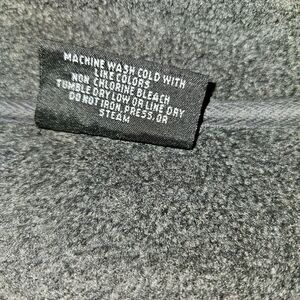 MACHINE WASH COLD WITH
LIKE COLORS
NON CHLORINE BLEACH
TUMBLE DRY LOW OR LINE DRY
DO NOT IRON, PRESS, OR
STEAM